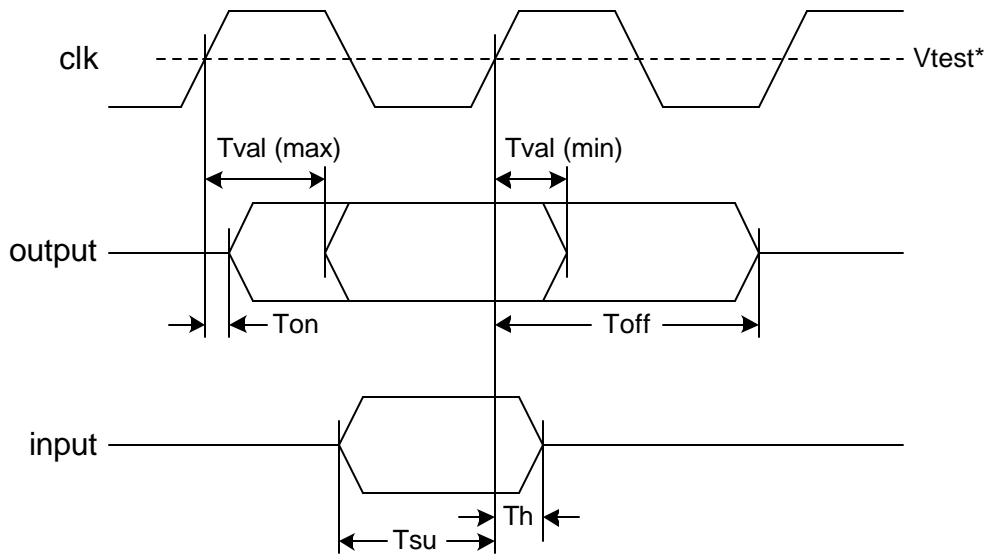 clk
Vtest*
Tval (max)
Tval (min)
output
Ton
Toff
input
Th
Tsu